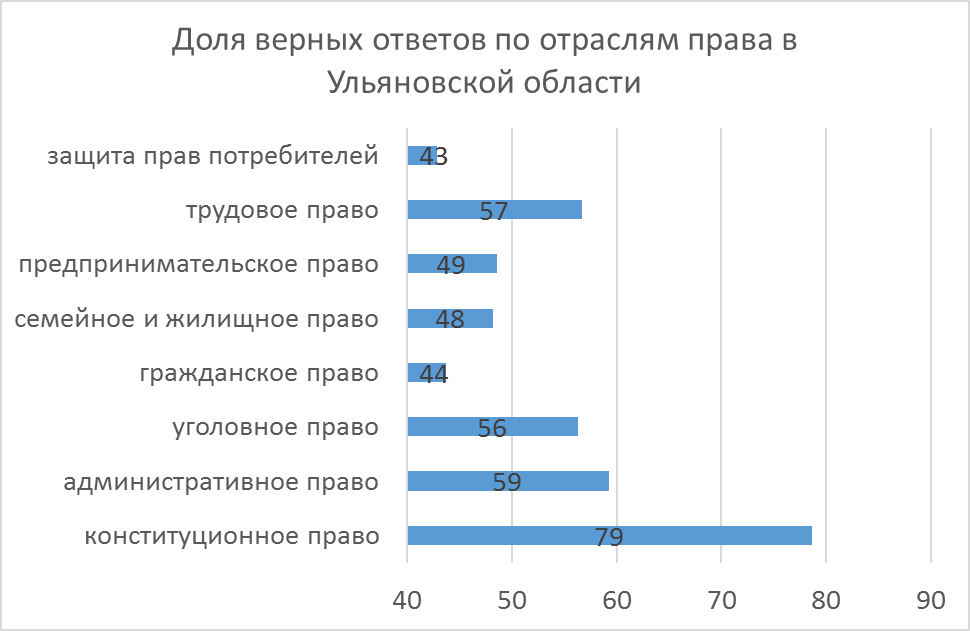 Доля верных ответов по отраслям права в
Ульяновской области
защита прав потребителей 43
трудовое право 57
предпринимательское право 49
семейное и жилищное право 48
гражданское право 44
уголовное право 56
административное право 59
конституционное право 79
40 50 60 70 80 90